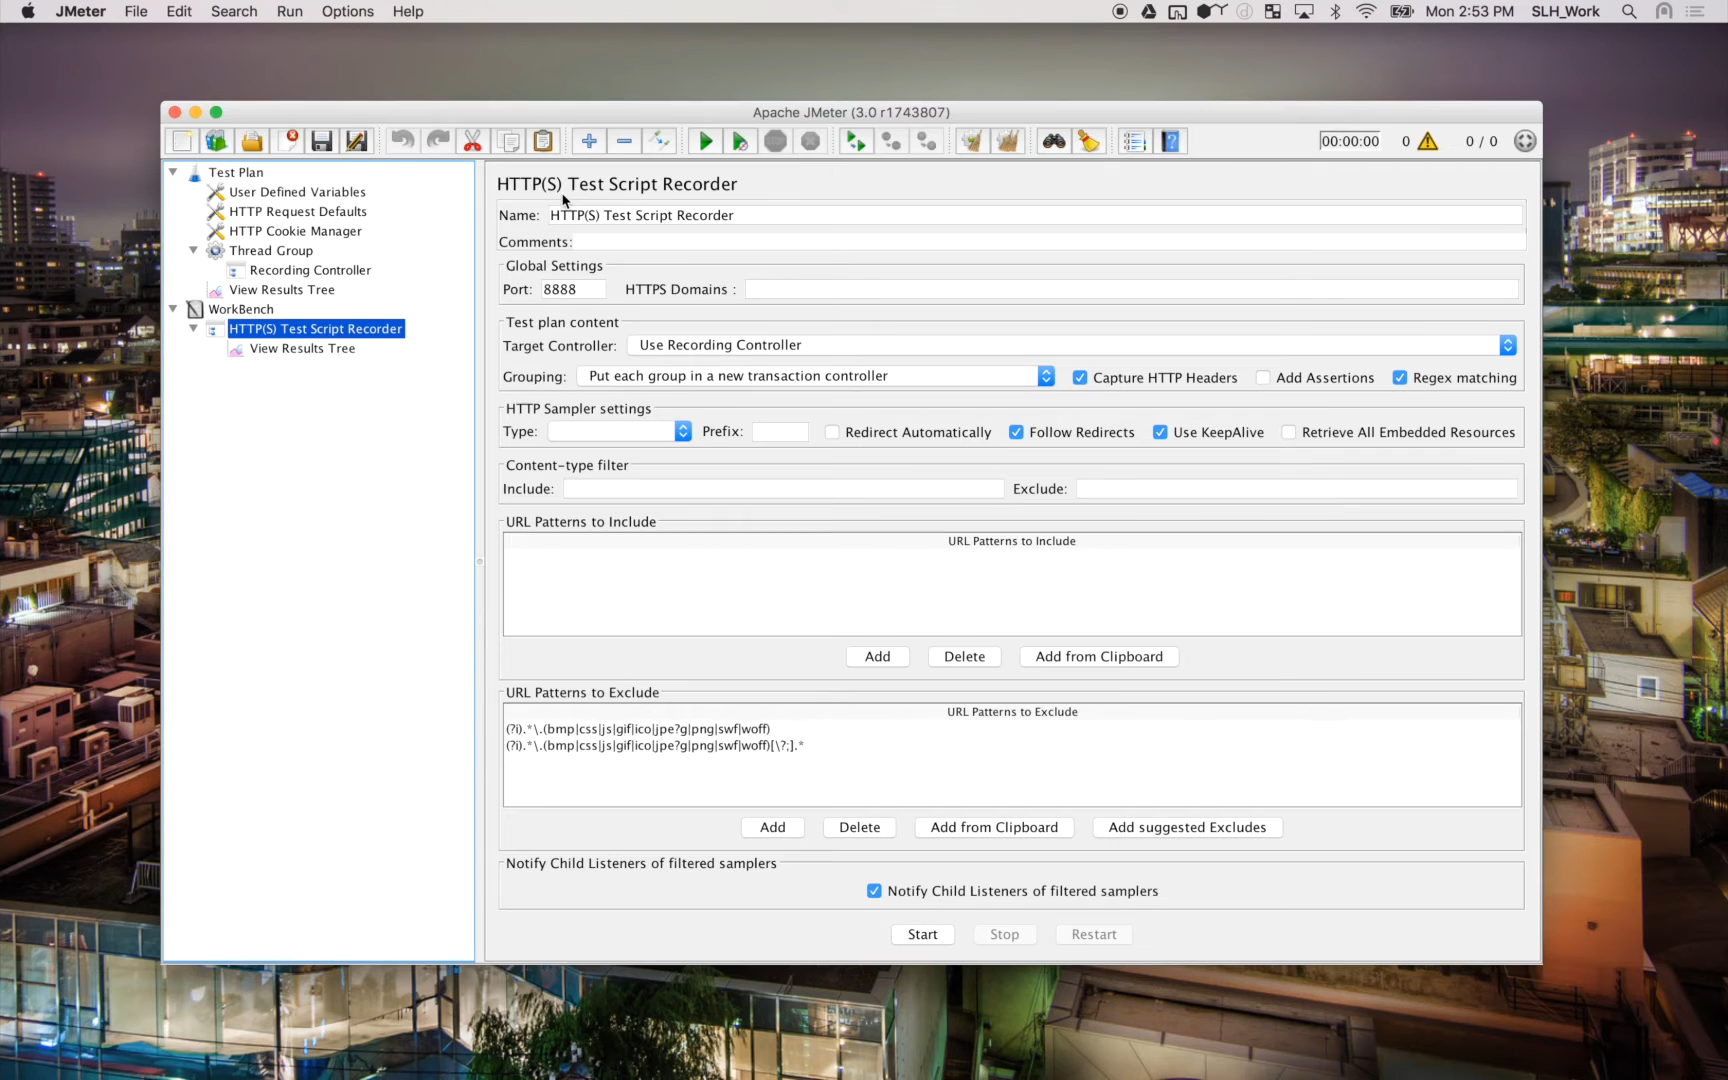 JMeter File Edit Search Run Options Help Mon 2:53 PM SLH_Work
Apache JMeter (3.0 r1743807)
00:00:00 0 0 / 0
Test Plan
User Defined Variables
HTTP Request Defaults
HTTP Cookie Manager
Thread Group
Recording Controller
View Results Tree
WorkBench
HTTP(S) Test Script Recorder
View Results Tree
HTTP(S) Test Script Recorder
Name: HTTP(S) Test Script Recorder
Comments:
Global Settings
Port: 8888 HTTPS Domains :
Test plan content
Target Controller: Use Recording Controller
Grouping: Put each group in a new transaction controller Capture HTTP Headers Add Assertions Regex matching
HTTP Sampler settings
Type: Prefix: Redirect Automatically Follow Redirects Use KeepAlive Retrieve All Embedded Resources
Content-type filter
Include: Exclude:
URL Patterns to Include
URL Patterns to Include
Add Delete Add from Clipboard
URL Patterns to Exclude
URL Patterns to Exclude
(?i).*\.(bmp|css|js|gif|ico|jpe?g|png|swf|woff)
(?i).*\.(bmp|css|js|gif|ico|jpe?g|png|swf|woff)[\?;].*
Add Delete Add from Clipboard Add suggested Excludes
Notify Child Listeners of filtered samplers
Notify Child Listeners of filtered samplers
Start Stop Restart